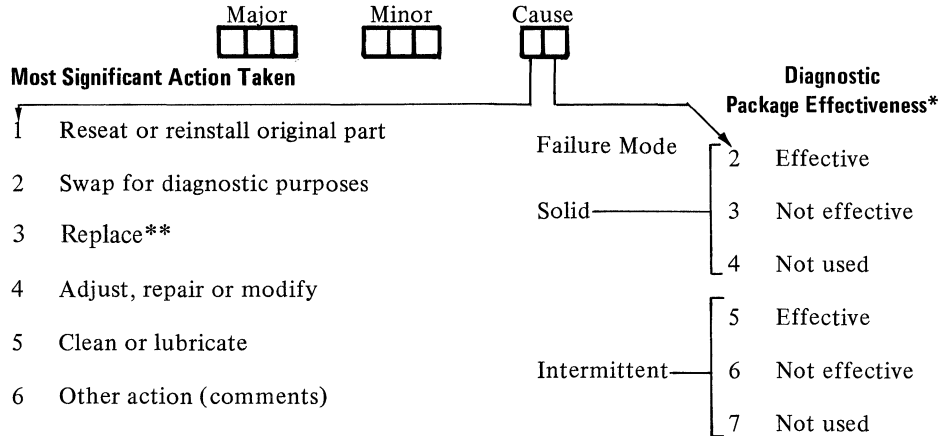 Major Minor Cause
Most Significant Action Taken
1 Reseat or reinstall original part
2 Swap for diagnostic purposes
3 Replace**
4 Adjust, repair or modify
5 Clean or lubricate
6 Other action (comments)
Diagnostic
Package Effectiveness*
Failure Mode
Solid
2 Effective
3 Not effective
4 Not used
Intermittent
5 Effective
6 Not effective
7 Not used